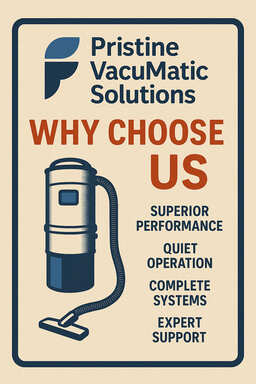 Pristine
VacuMatic
Solutions
WHY CHOOSE
US
SUPERIOR
PERFORMANCE
QUIET
OPERATION
COMPLETE
SYSTEMS
EXPERT
SUPPORT